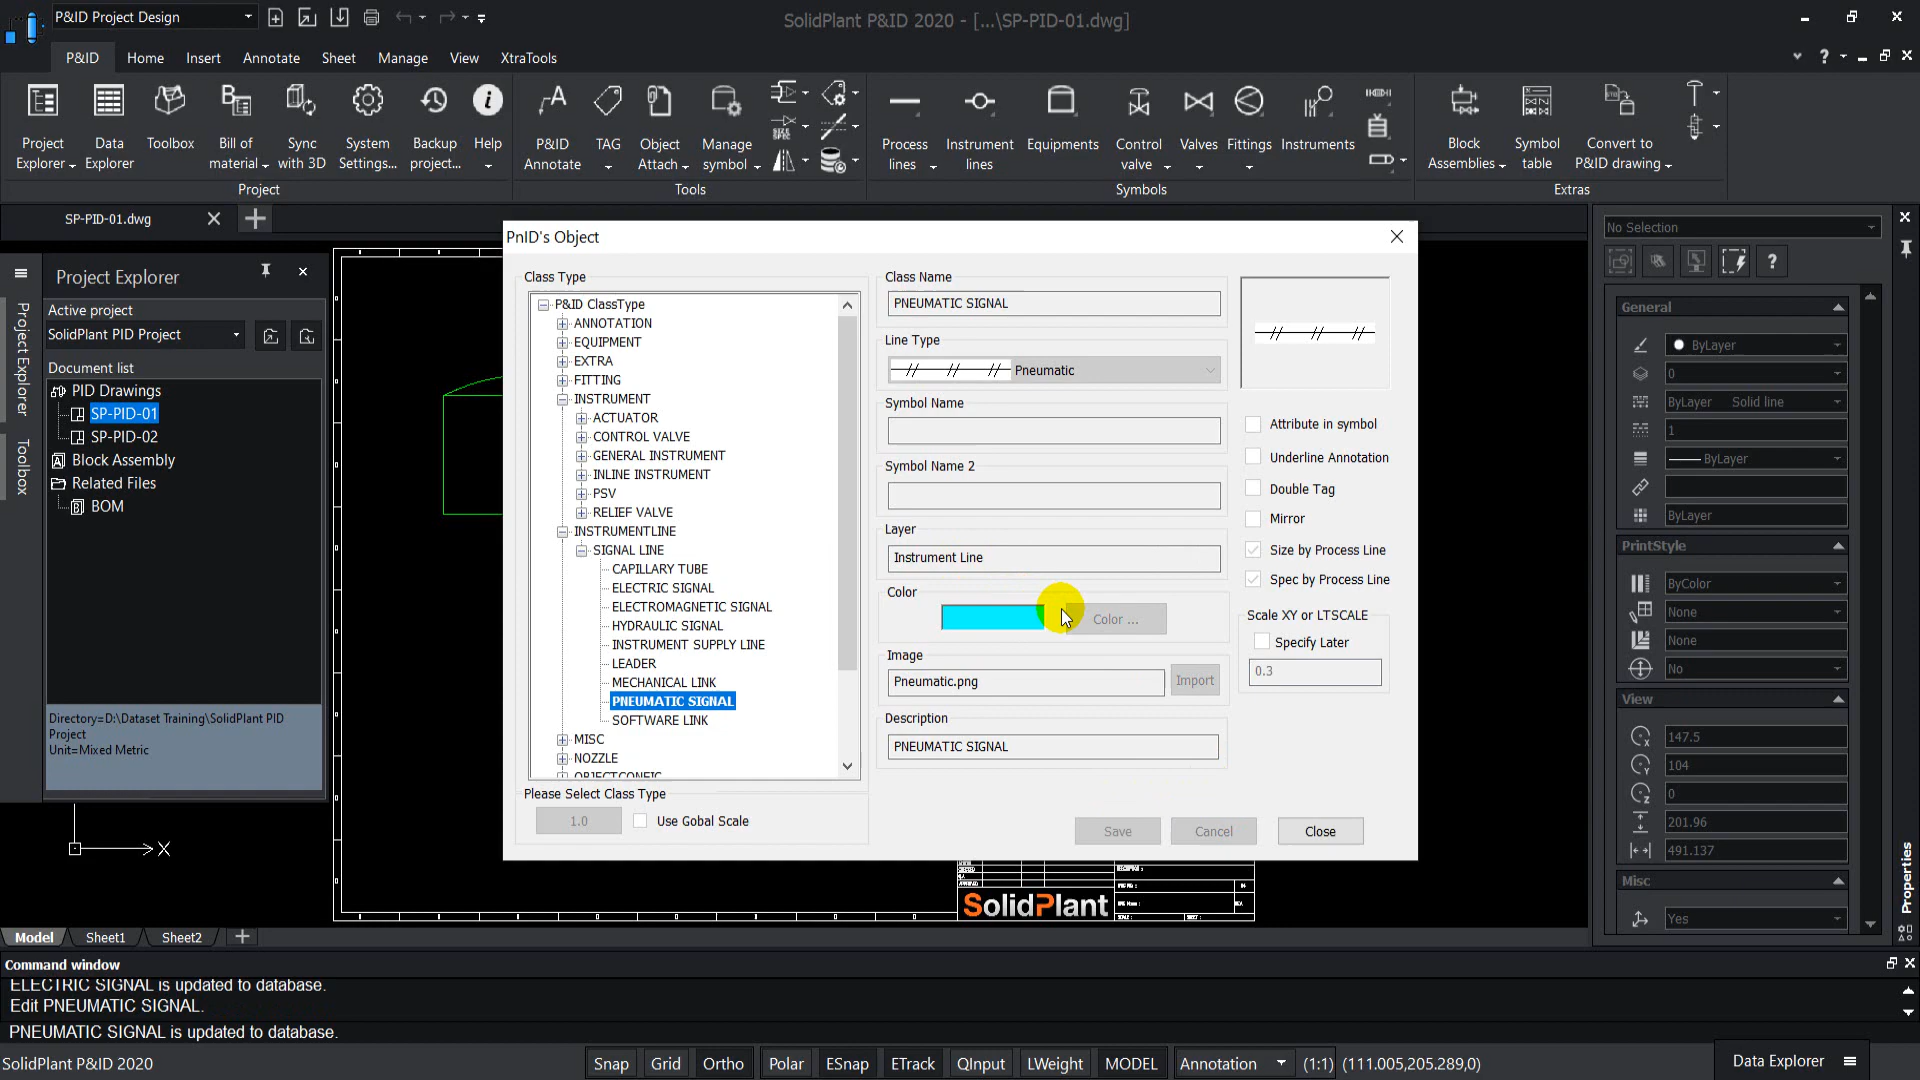 P&ID Project Design
SolidPlant P&ID 2020 - [...\SP-PID-01.dwg]
P&ID Home Insert Annotate Sheet Manage View XtraTools
Project Explorer
Data Explorer
Toolbox
Bill of material
Sync with 3D
System Settings...
Backup project...
Help
P&ID Annotate
TAG
Object Attach
Manage symbol
Process lines
Instrument lines
Equipments
Control valve
Valves
Fittings
Instruments
Block Assemblies
Symbol table
Convert to P&ID drawing
Project Tools Symbols Extras
SP-PID-01.dwg
Project Explorer
Toolbox
Project Explorer
Active project
SolidPlant PID Project
Document list
PID Drawings
SP-PID-01
SP-PID-02
Block Assembly
Related Files
BOM
Directory=D:\Dataset Training\SolidPlant PID
Project
Unit=Mixed Metric
X
PnID's Object
Class Type
P&ID ClassType
ANNOTATION
EQUIPMENT
EXTRA
FITTING
INSTRUMENT
ACTUATOR
CONTROL VALVE
GENERAL INSTRUMENT
INLINE INSTRUMENT
PSV
RELIEF VALVE
INSTRUMENTLINE
SIGNAL LINE
CAPILLARY TUBE
ELECTRIC SIGNAL
ELECTROMAGNETIC SIGNAL
HYDRAULIC SIGNAL
INSTRUMENT SUPPLY LINE
LEADER
MECHANICAL LINK
PNEUMATIC SIGNAL
SOFTWARE LINK
MISC
NOZZLE
OBJECTCONFIG
Please Select Class Type
1.0 Use Gobal Scale
Class Name
PNEUMATIC SIGNAL
Line Type
Pneumatic
Symbol Name
Symbol Name 2
Layer
Instrument Line
Color
Color ...
Image
Pneumatic.png Import
Description
PNEUMATIC SIGNAL
Attribute in symbol
Underline Annotation
Double Tag
Mirror
Size by Process Line
Spec by Process Line
Scale XY or LTSCALE
Specify Later
0.3
Save Cancel Close
SolidPlant
No Selection
General
ByLayer
0
ByLayer Solid line
1
ByLayer
ByLayer
PrintStyle
ByColor
None
None
No
View
147.5
104
0
201.96
491.137
Misc
Yes
Properties
Model Sheet1 Sheet2
Command window
ELECTRIC SIGNAL is updated to database.
Edit PNEUMATIC SIGNAL.
PNEUMATIC SIGNAL is updated to database.
SolidPlant P&ID 2020
Snap Grid Ortho Polar ESnap ETrack QInput LWeight MODEL Annotation (1:1) (111.005,205.289,0)
Data Explorer